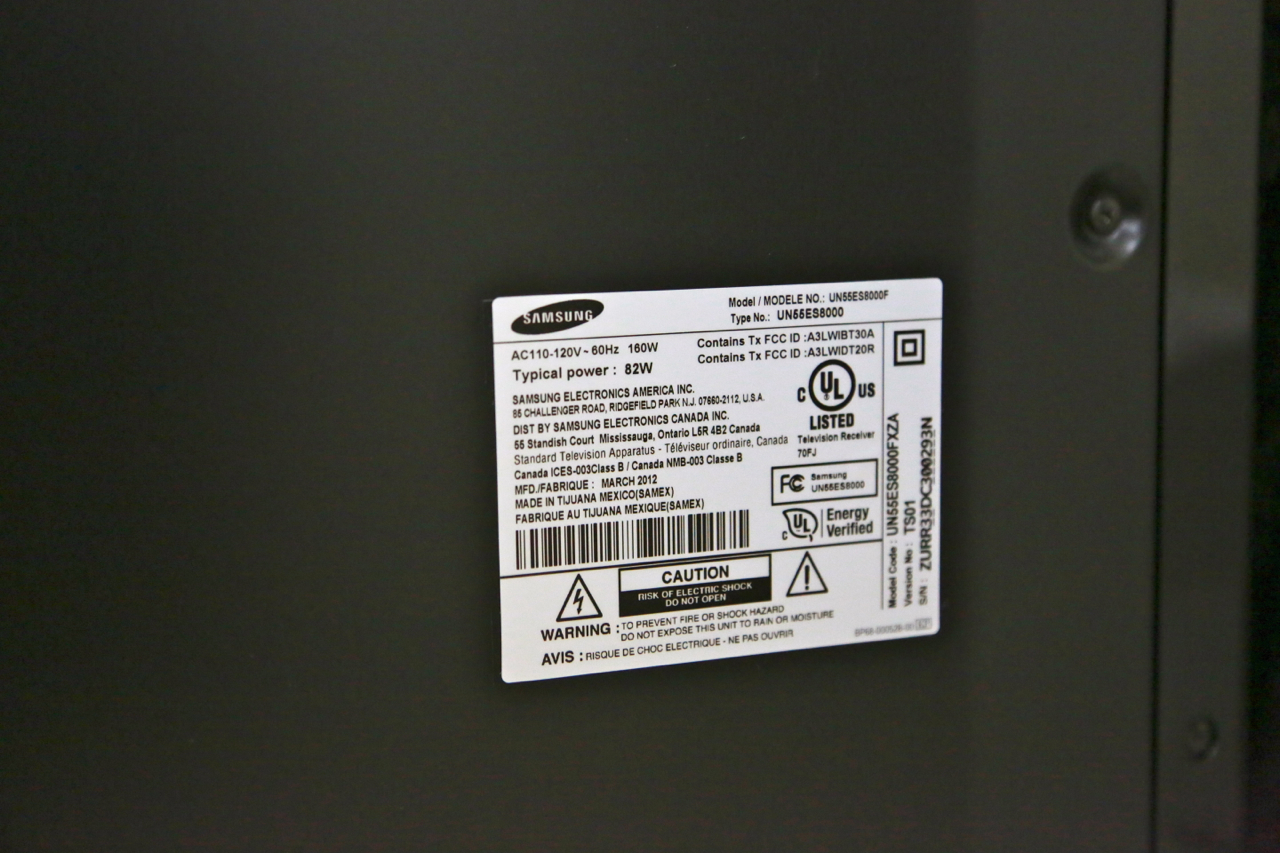 SAMSUNG
Model / MODELE NO.: UN55ES8000F
Type No.: UN55ES8000
AC110-120V~60Hz 160W
Typical power : 82W
Contains Tx FCC ID :A3LWIBT30A
Contains Tx FCC ID :A3LWIDT20R
SAMSUNG ELECTRONICS AMERICA INC.
85 CHALLENGER ROAD, RIDGEFIELD PARK N.J. 07660-2112, U.S.A.
DIST BY SAMSUNG ELECTRONICS CANADA INC.
55 Standish Court Mississauga, Ontario L5R 4B2 Canada
Standard Television Apparatus - Téléviseur ordinaire, Canada
Canada ICES-003Class B / Canada NMB-003 Classe B
MFD./FABRIQUE : MARCH 2012
MADE IN TIJUANA MEXICO(SAMEX)
FABRIQUE AU TIJUANA MEXIQUE(SAMEX)
C UL US
LISTED
Television Receiver
70FJ
FC Samsung
UN55ES8000
C UL Energy
Verified
Model Code : UN55ES8000FXZA
Version No : TS01
S/N : ZURR33DC300293N
CAUTION
RISK OF ELECTRIC SHOCK
DO NOT OPEN
WARNING : TO PREVENT FIRE OR SHOCK HAZARD
DO NOT EXPOSE THIS UNIT TO RAIN OR MOISTURE
AVIS : RISQUE DE CHOC ELECTRIQUE - NE PAS OUVRIR